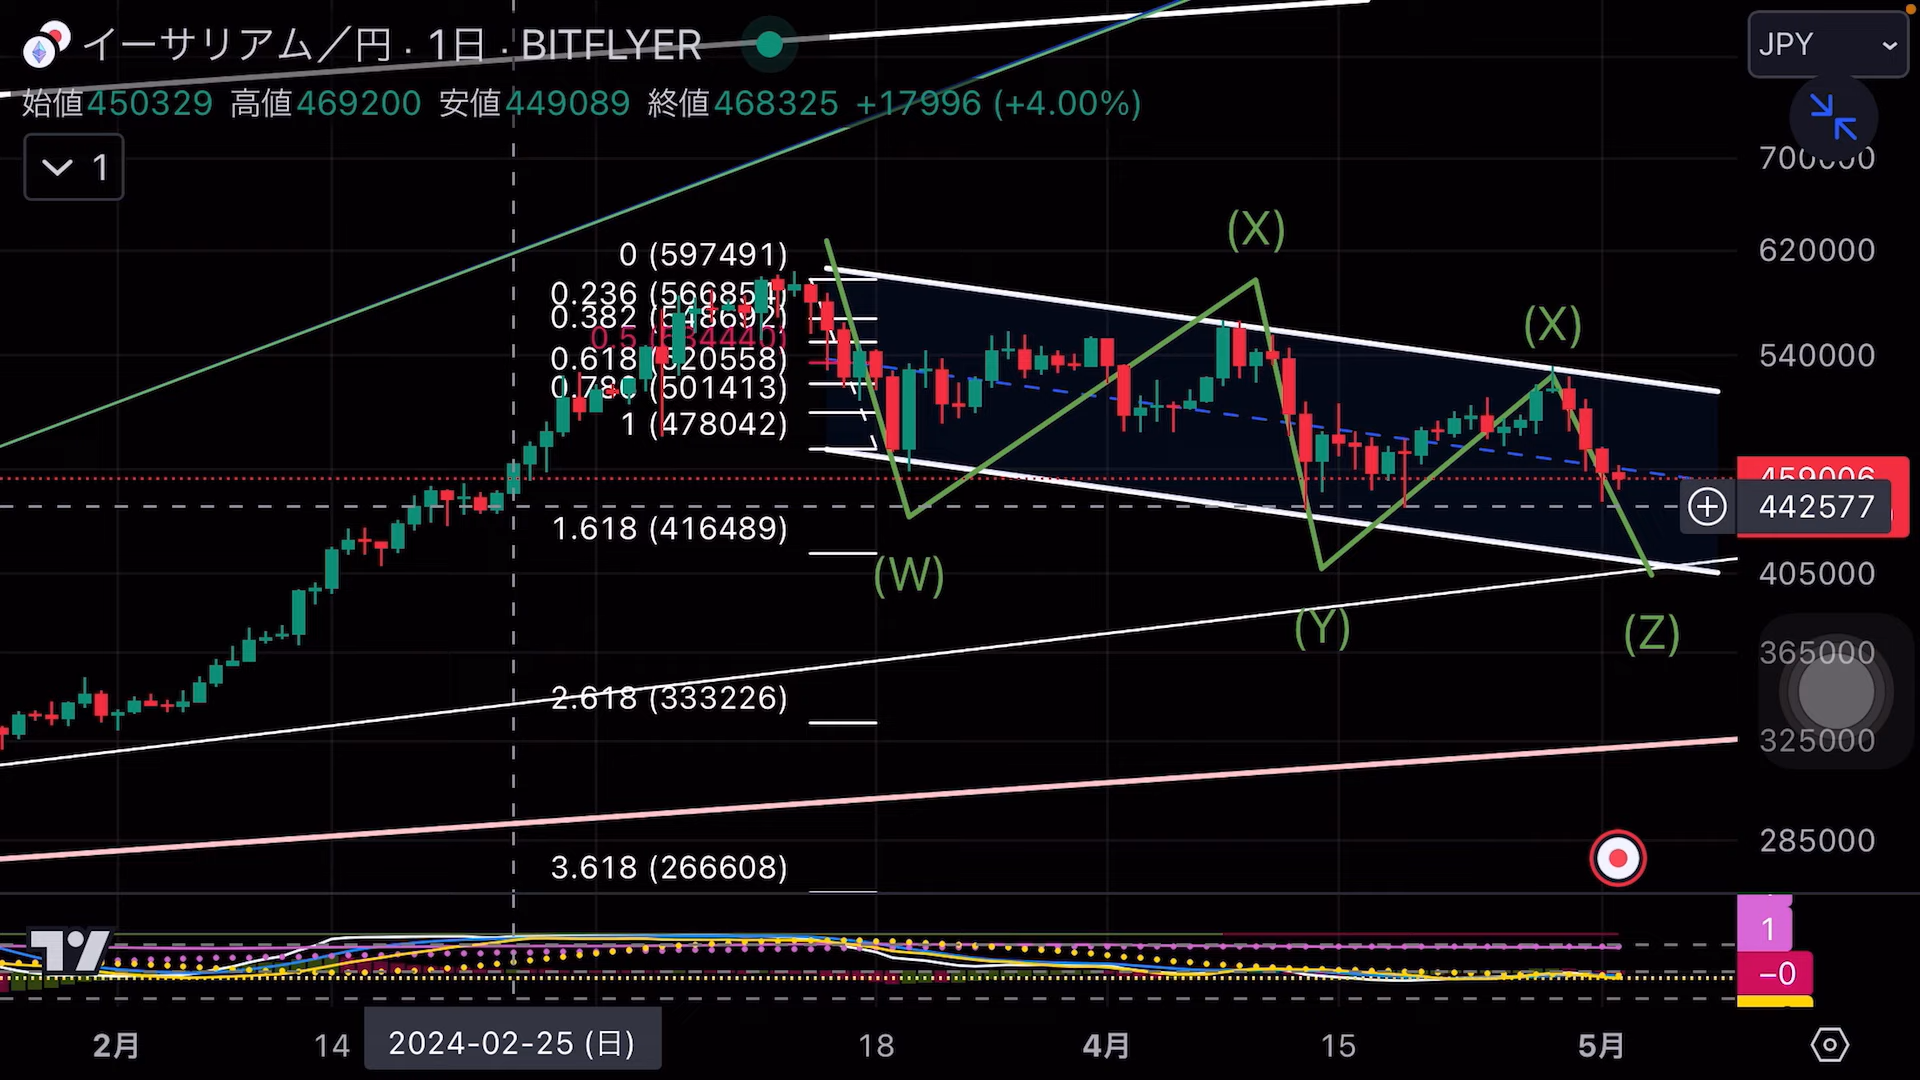 イーサリアム／円 · 1日 · BITFLYER
JPY
始値450329 高値469200 安値449089 終値468325 +17996 (+4.00%)
1
700000
620000
540000
459006
442577
405000
365000
325000
285000
0 (597491)
0.236 (566854)
0.382 (548692)
0.618 (520558)
0.786 (501413)
1 (478042)
1.618 (416489)
2.618 (333226)
3.618 (266608)
(W)
(X)
(Y)
(X)
(Z)
1
−0
2月
14
2024-02-25 (日)
18
4月
15
5月